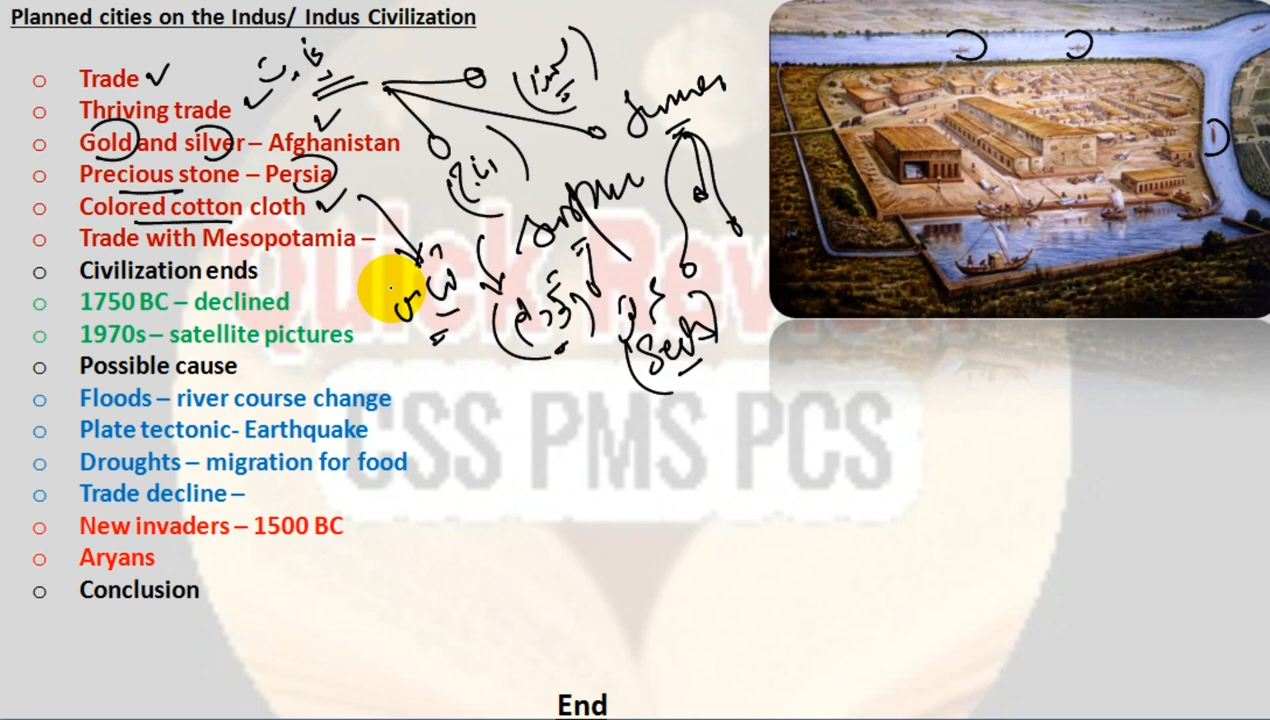 Planned cities on the Indus/ Indus Civilization
Trade
Thriving trade
Gold and silver – Afghanistan
Precious stone – Persia
Colored cotton cloth
Trade with Mesopotamia –
Civilization ends
1750 BC – declined
1970s – satellite pictures
Possible cause
Floods – river course change
Plate tectonic- Earthquake
Droughts – migration for food
Trade decline –
New invaders – 1500 BC
Aryans
Conclusion
Quick Review
CSS PMS PCS
End